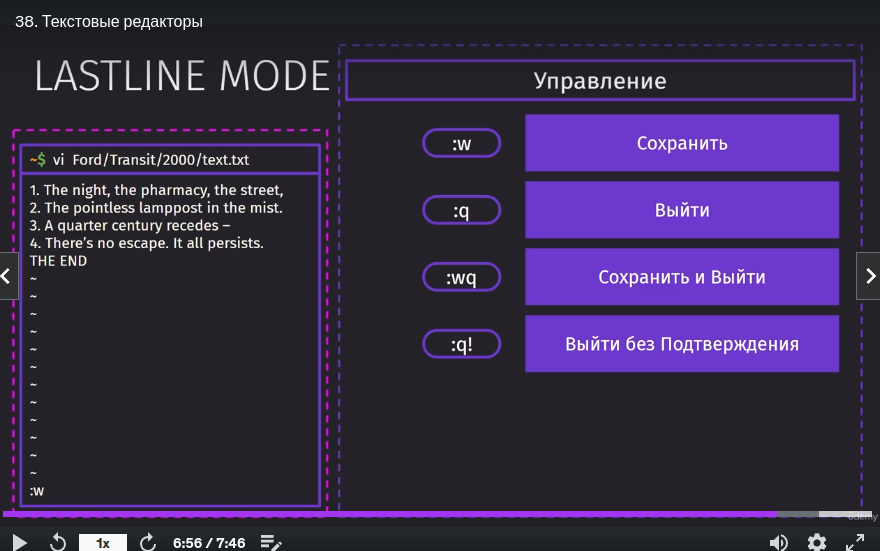 38. Текстовые редакторы
LASTLINE MODE
~$ vi Ford/Transit/2000/text.txt
1. The night, the pharmacy, the street,
2. The pointless lamppost in the mist.
3. A quarter century recedes –
4. There's no escape. It all persists.
THE END
~
~
~
~
~
~
~
~
~
~
~
~
:w
Управление
:w Сохранить
:q Выйти
:wq Сохранить и Выйти
:q! Выйти без Подтверждения
udemy
1x
6:56 / 7:46